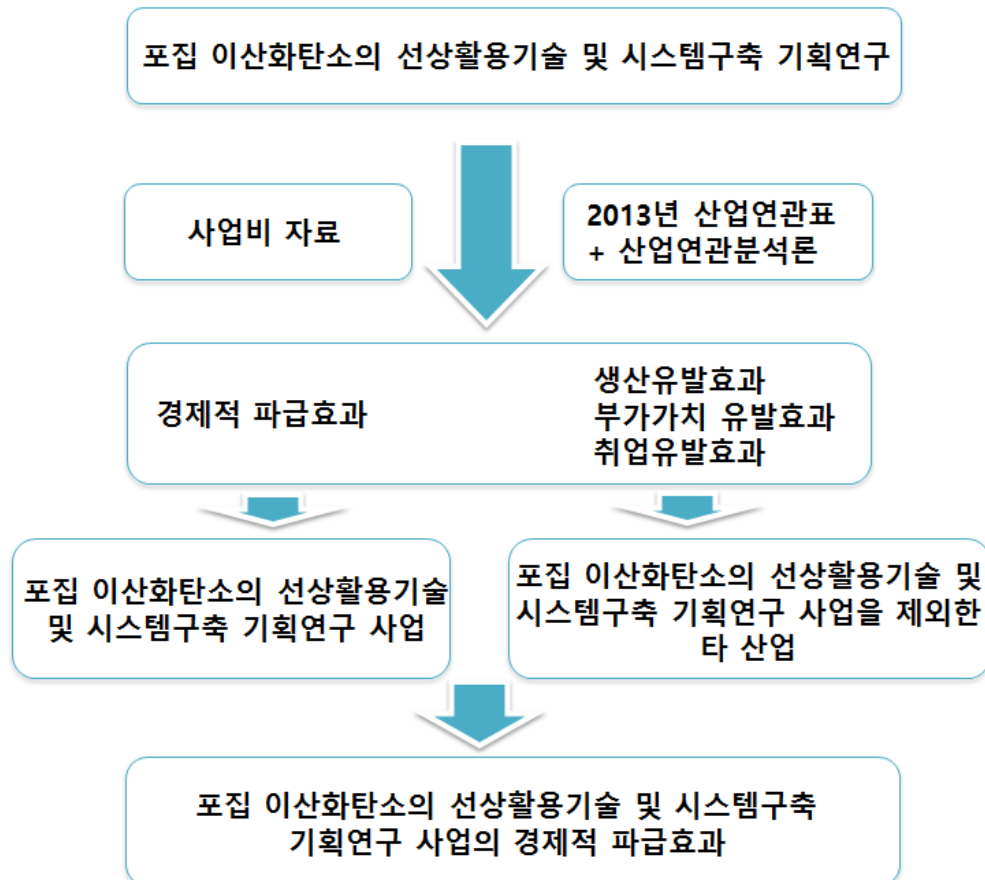 포집 이산화탄소의 선상활용기술 및 시스템구축 기획연구
사업비 자료
2013년 산업연관표
+ 산업연관분석론
경제적 파급효과
생산유발효과
부가가치 유발효과
취업유발효과
포집 이산화탄소의 선상활용기술
및 시스템구축 기획연구 사업
포집 이산화탄소의 선상활용기술 및
시스템구축 기획연구 사업을 제외한
타 산업
포집 이산화탄소의 선상활용기술 및 시스템구축
기획연구 사업의 경제적 파급효과